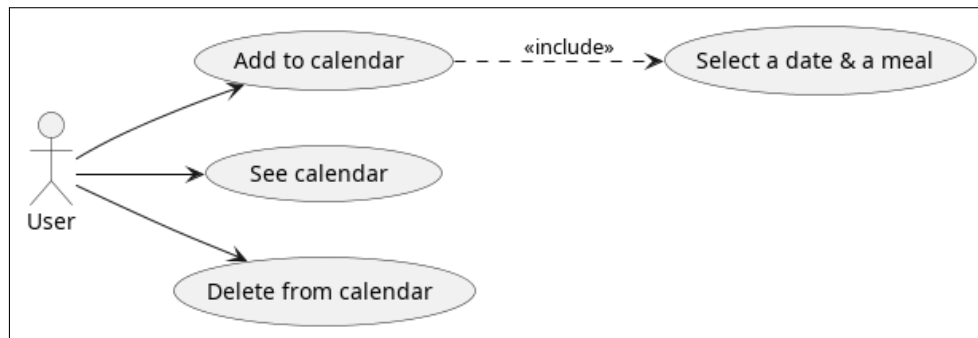 Add to calendar
«include»
Select a date & a meal
See calendar
User
Delete from calendar